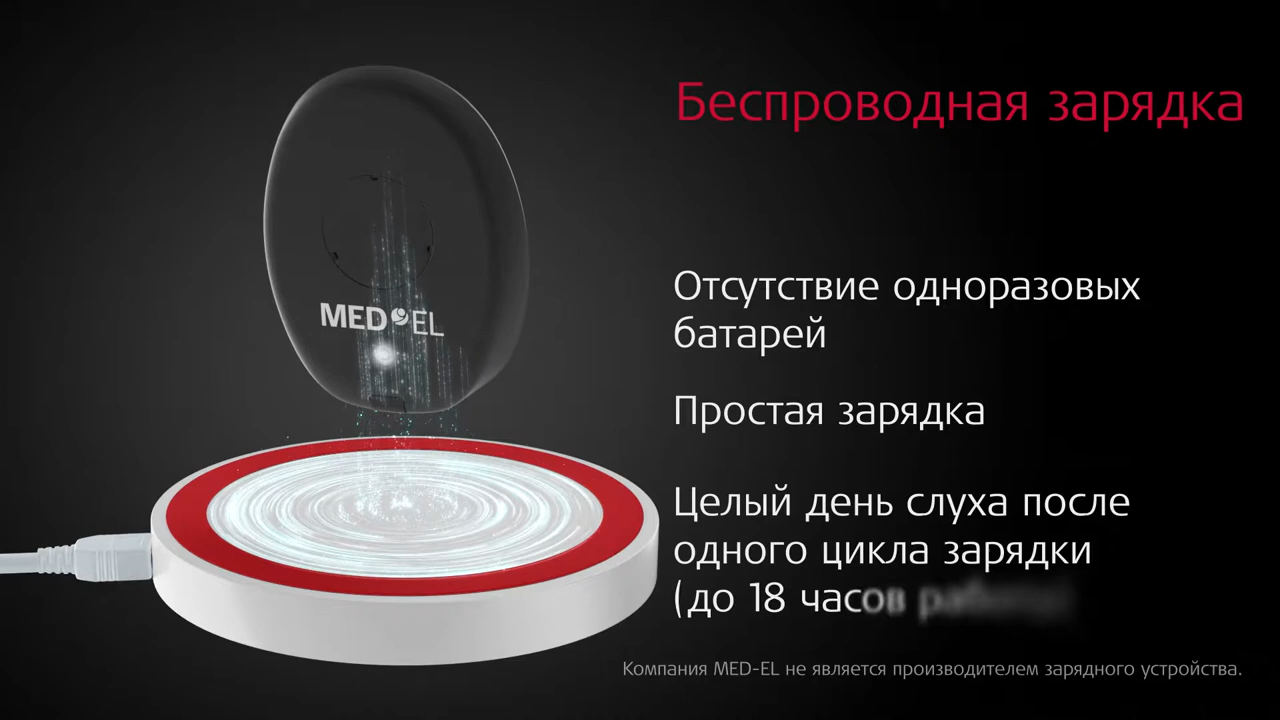 Беспроводная зарядка
MED-EL
Отсутствие одноразовых
батарей
Простая зарядка
Целый день слуха после
одного цикла зарядки
(до 18 часов
Компания MED-EL не является производителем зарядного устройства.